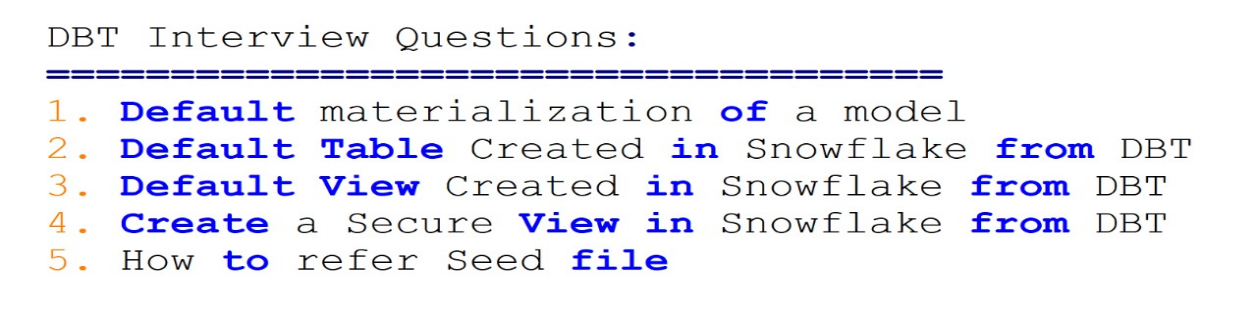 DBT Interview Questions:
=====================================
1. Default materialization of a model
2. Default Table Created in Snowflake from DBT
3. Default View Created in Snowflake from DBT
4. Create a Secure View in Snowflake from DBT
5. How to refer Seed file